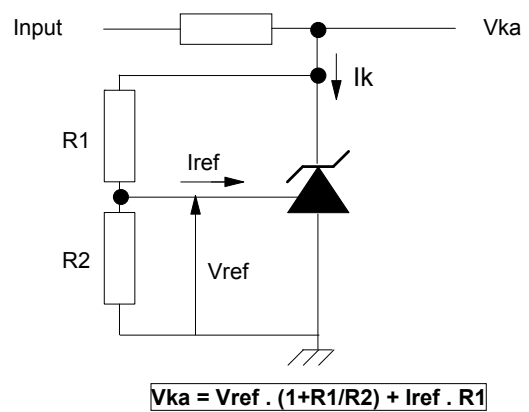 Input
Vka
Ik
R1
Iref
R2
Vref
Vka = Vref . (1+R1/R2) + Iref . R1